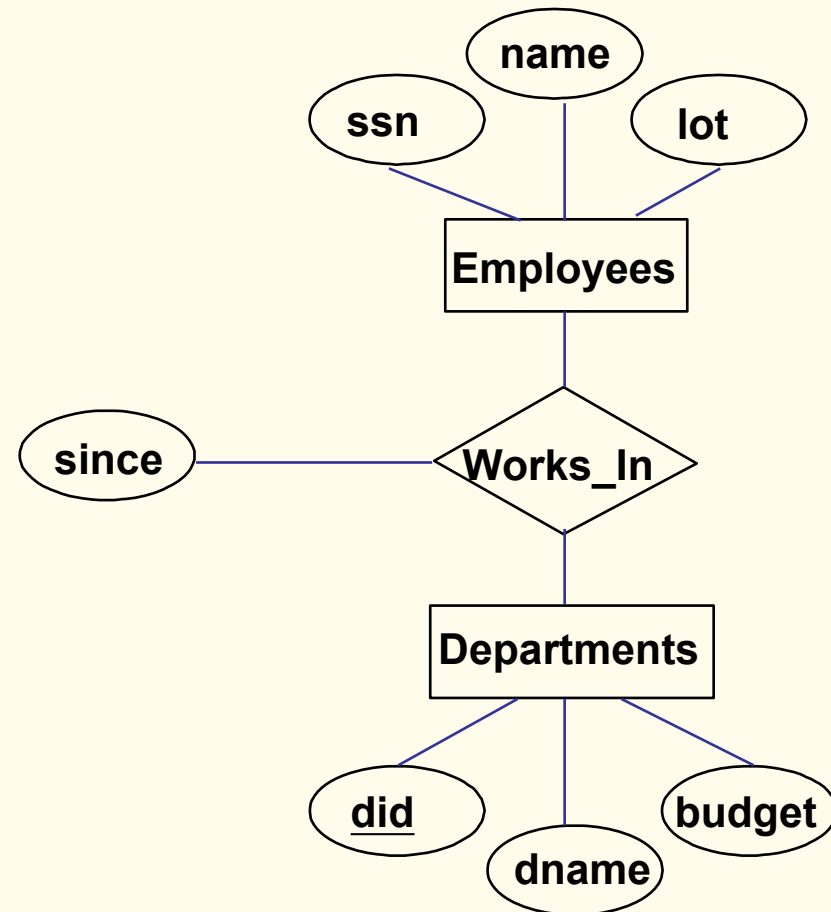 name
ssn
lot
Employees
since
Works_In
Departments
did
budget
dname